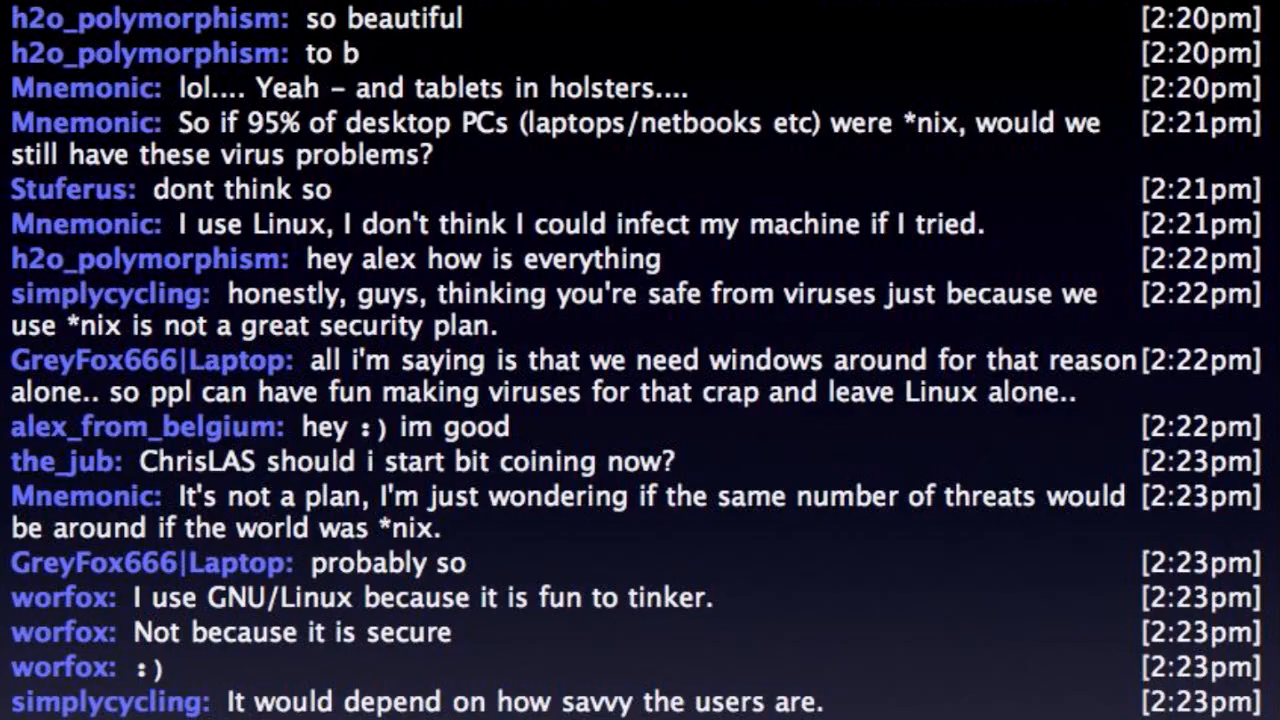 h2o_polymorphism: so beautiful [2:20pm]
h2o_polymorphism: to b [2:20pm]
Mnemonic: lol.... Yeah – and tablets in holsters.... [2:20pm]
Mnemonic: So if 95% of desktop PCs (laptops/netbooks etc) were *nix, would we [2:21pm]
still have these virus problems?
Stuferus: dont think so [2:21pm]
Mnemonic: I use Linux, I don't think I could infect my machine if I tried. [2:21pm]
h2o_polymorphism: hey alex how is everything [2:22pm]
simplycycling: honestly, guys, thinking you're safe from viruses just because we [2:22pm]
use *nix is not a great security plan.
GreyFox666|Laptop: all i'm saying is that we need windows around for that reason [2:22pm]
alone.. so ppl can have fun making viruses for that crap and leave Linux alone..
alex_from_belgium: hey :) im good [2:22pm]
the_jub: ChrisLAS should i start bit coining now? [2:23pm]
Mnemonic: It's not a plan, I'm just wondering if the same number of threats would [2:23pm]
be around if the world was *nix.
GreyFox666|Laptop: probably so [2:23pm]
worfox: I use GNU/Linux because it is fun to tinker. [2:23pm]
worfox: Not because it is secure [2:23pm]
worfox: :) [2:23pm]
simplycycling: It would depend on how savvy the users are. [2:23pm]